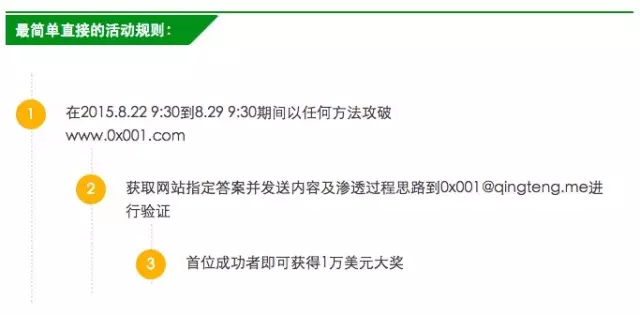 最简单直接的活动规则：
1
在2015.8.22 9:30到8.29 9:30期间以任何方法攻破
www.0x001.com
2
获取网站指定答案并发送内容及渗透过程思路到0x001@qingteng.me进
行验证
3
首位成功者即可获得1万美元大奖